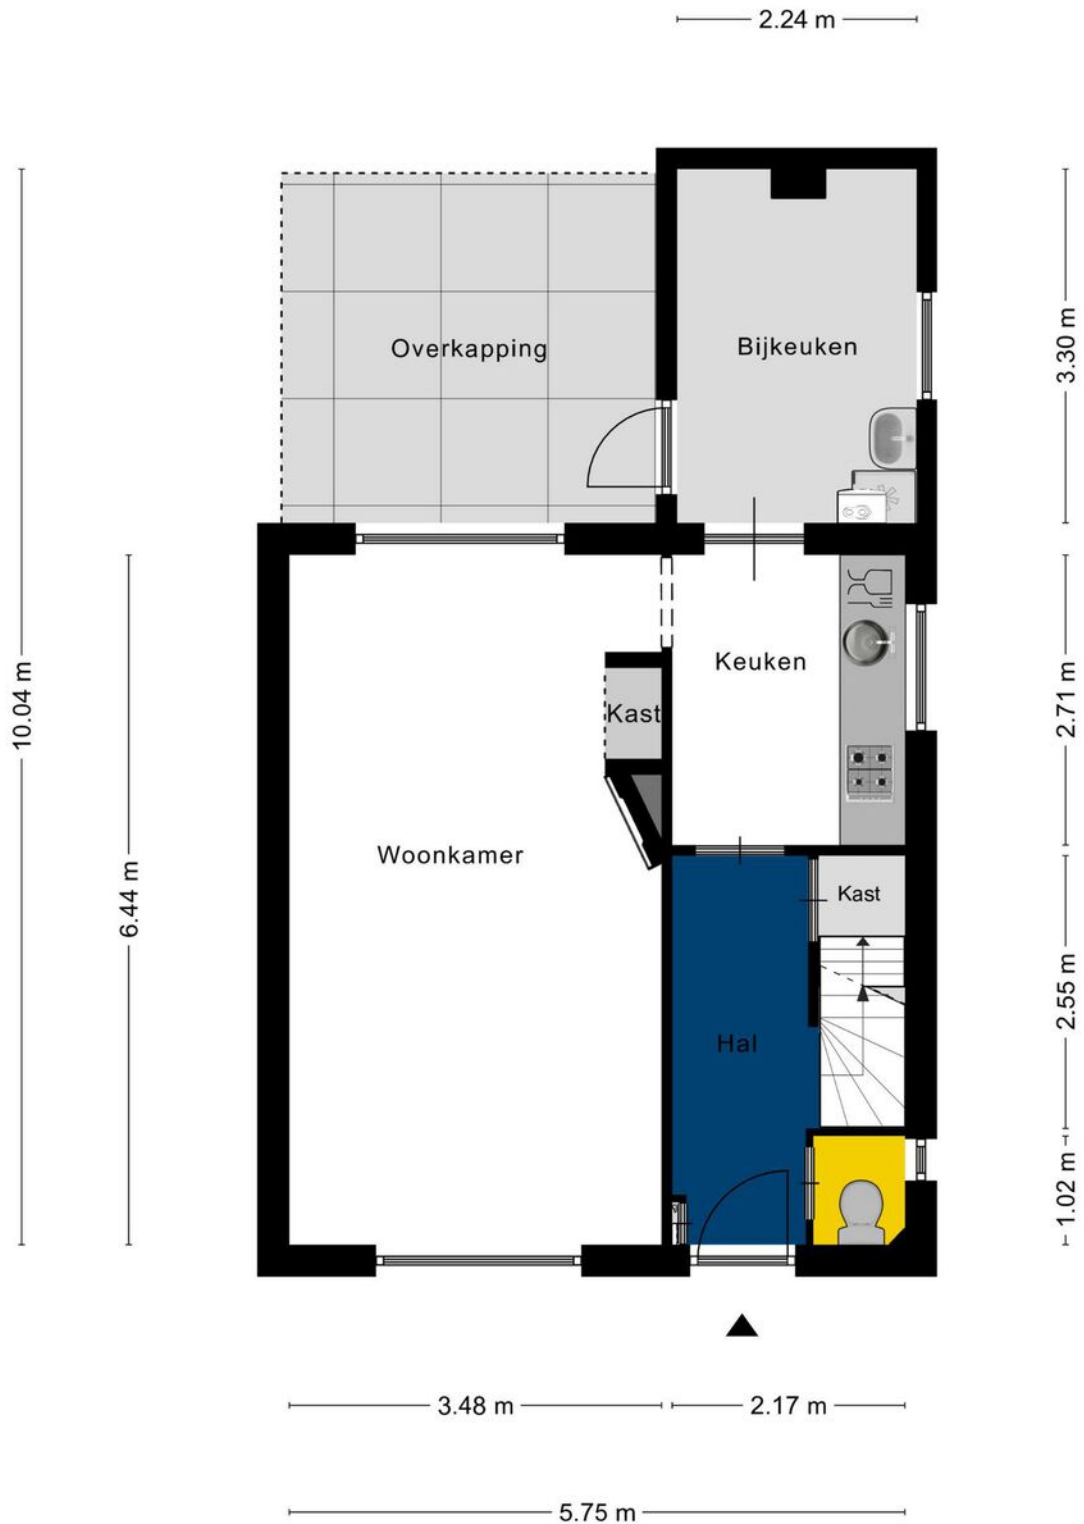 2.24 m
Overkapping
Bijkeuken
3.30 m
Keuken
Kast
10.04 m
2.71 m
Woonkamer
6.44 m
Kast
2.55 m
Hal
1.02 m
3.48 m
2.17 m
5.75 m